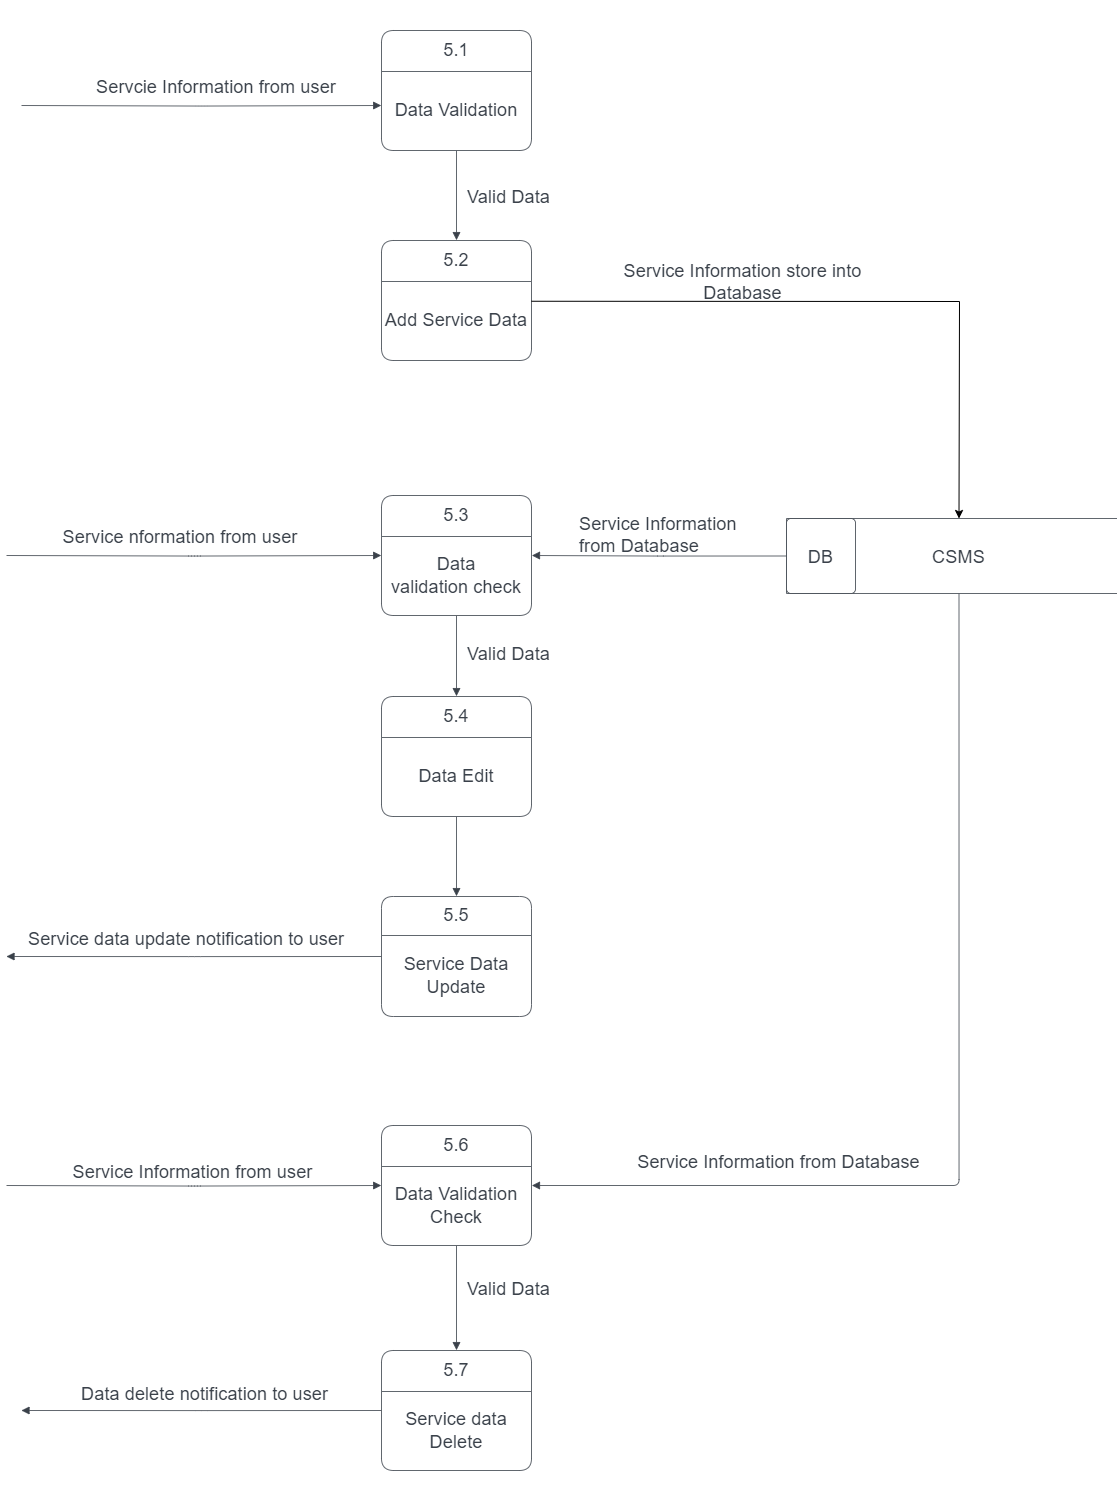 5.1
Servcie Information from user
Data Validation
Valid Data
5.2
Service Information store into
Database
Add Service Data
5.3
Service nformation from user
Service Information
from Database
Data
validation check
DB
CSMS
Valid Data
5.4
Data Edit
5.5
Service data update notification to user
Service Data
Update
5.6
Service Information from user
Service Information from Database
Data Validation
Check
Valid Data
5.7
Data delete notification to user
Service data
Delete